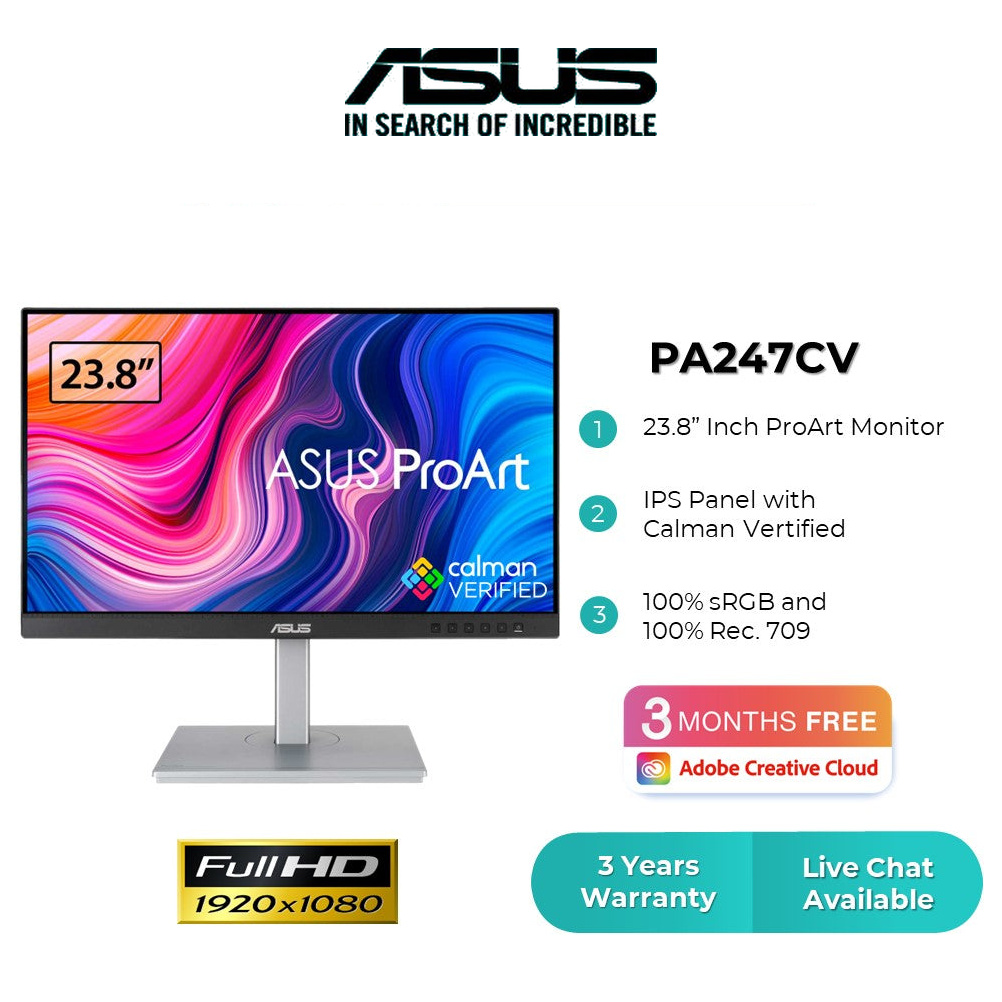 ASUS
IN SEARCH OF INCREDIBLE
23.8”
ASUS ProArt
calman
VERIFIED
ASUS
PA247CV
1 23.8” Inch ProArt Monitor
2 IPS Panel with
Calman Vertified
3 100% sRGB and
100% Rec. 709
3 MONTHS FREE
Adobe Creative Cloud
Full HD
1920x1080
3 Years
Warranty
Live Chat
Available